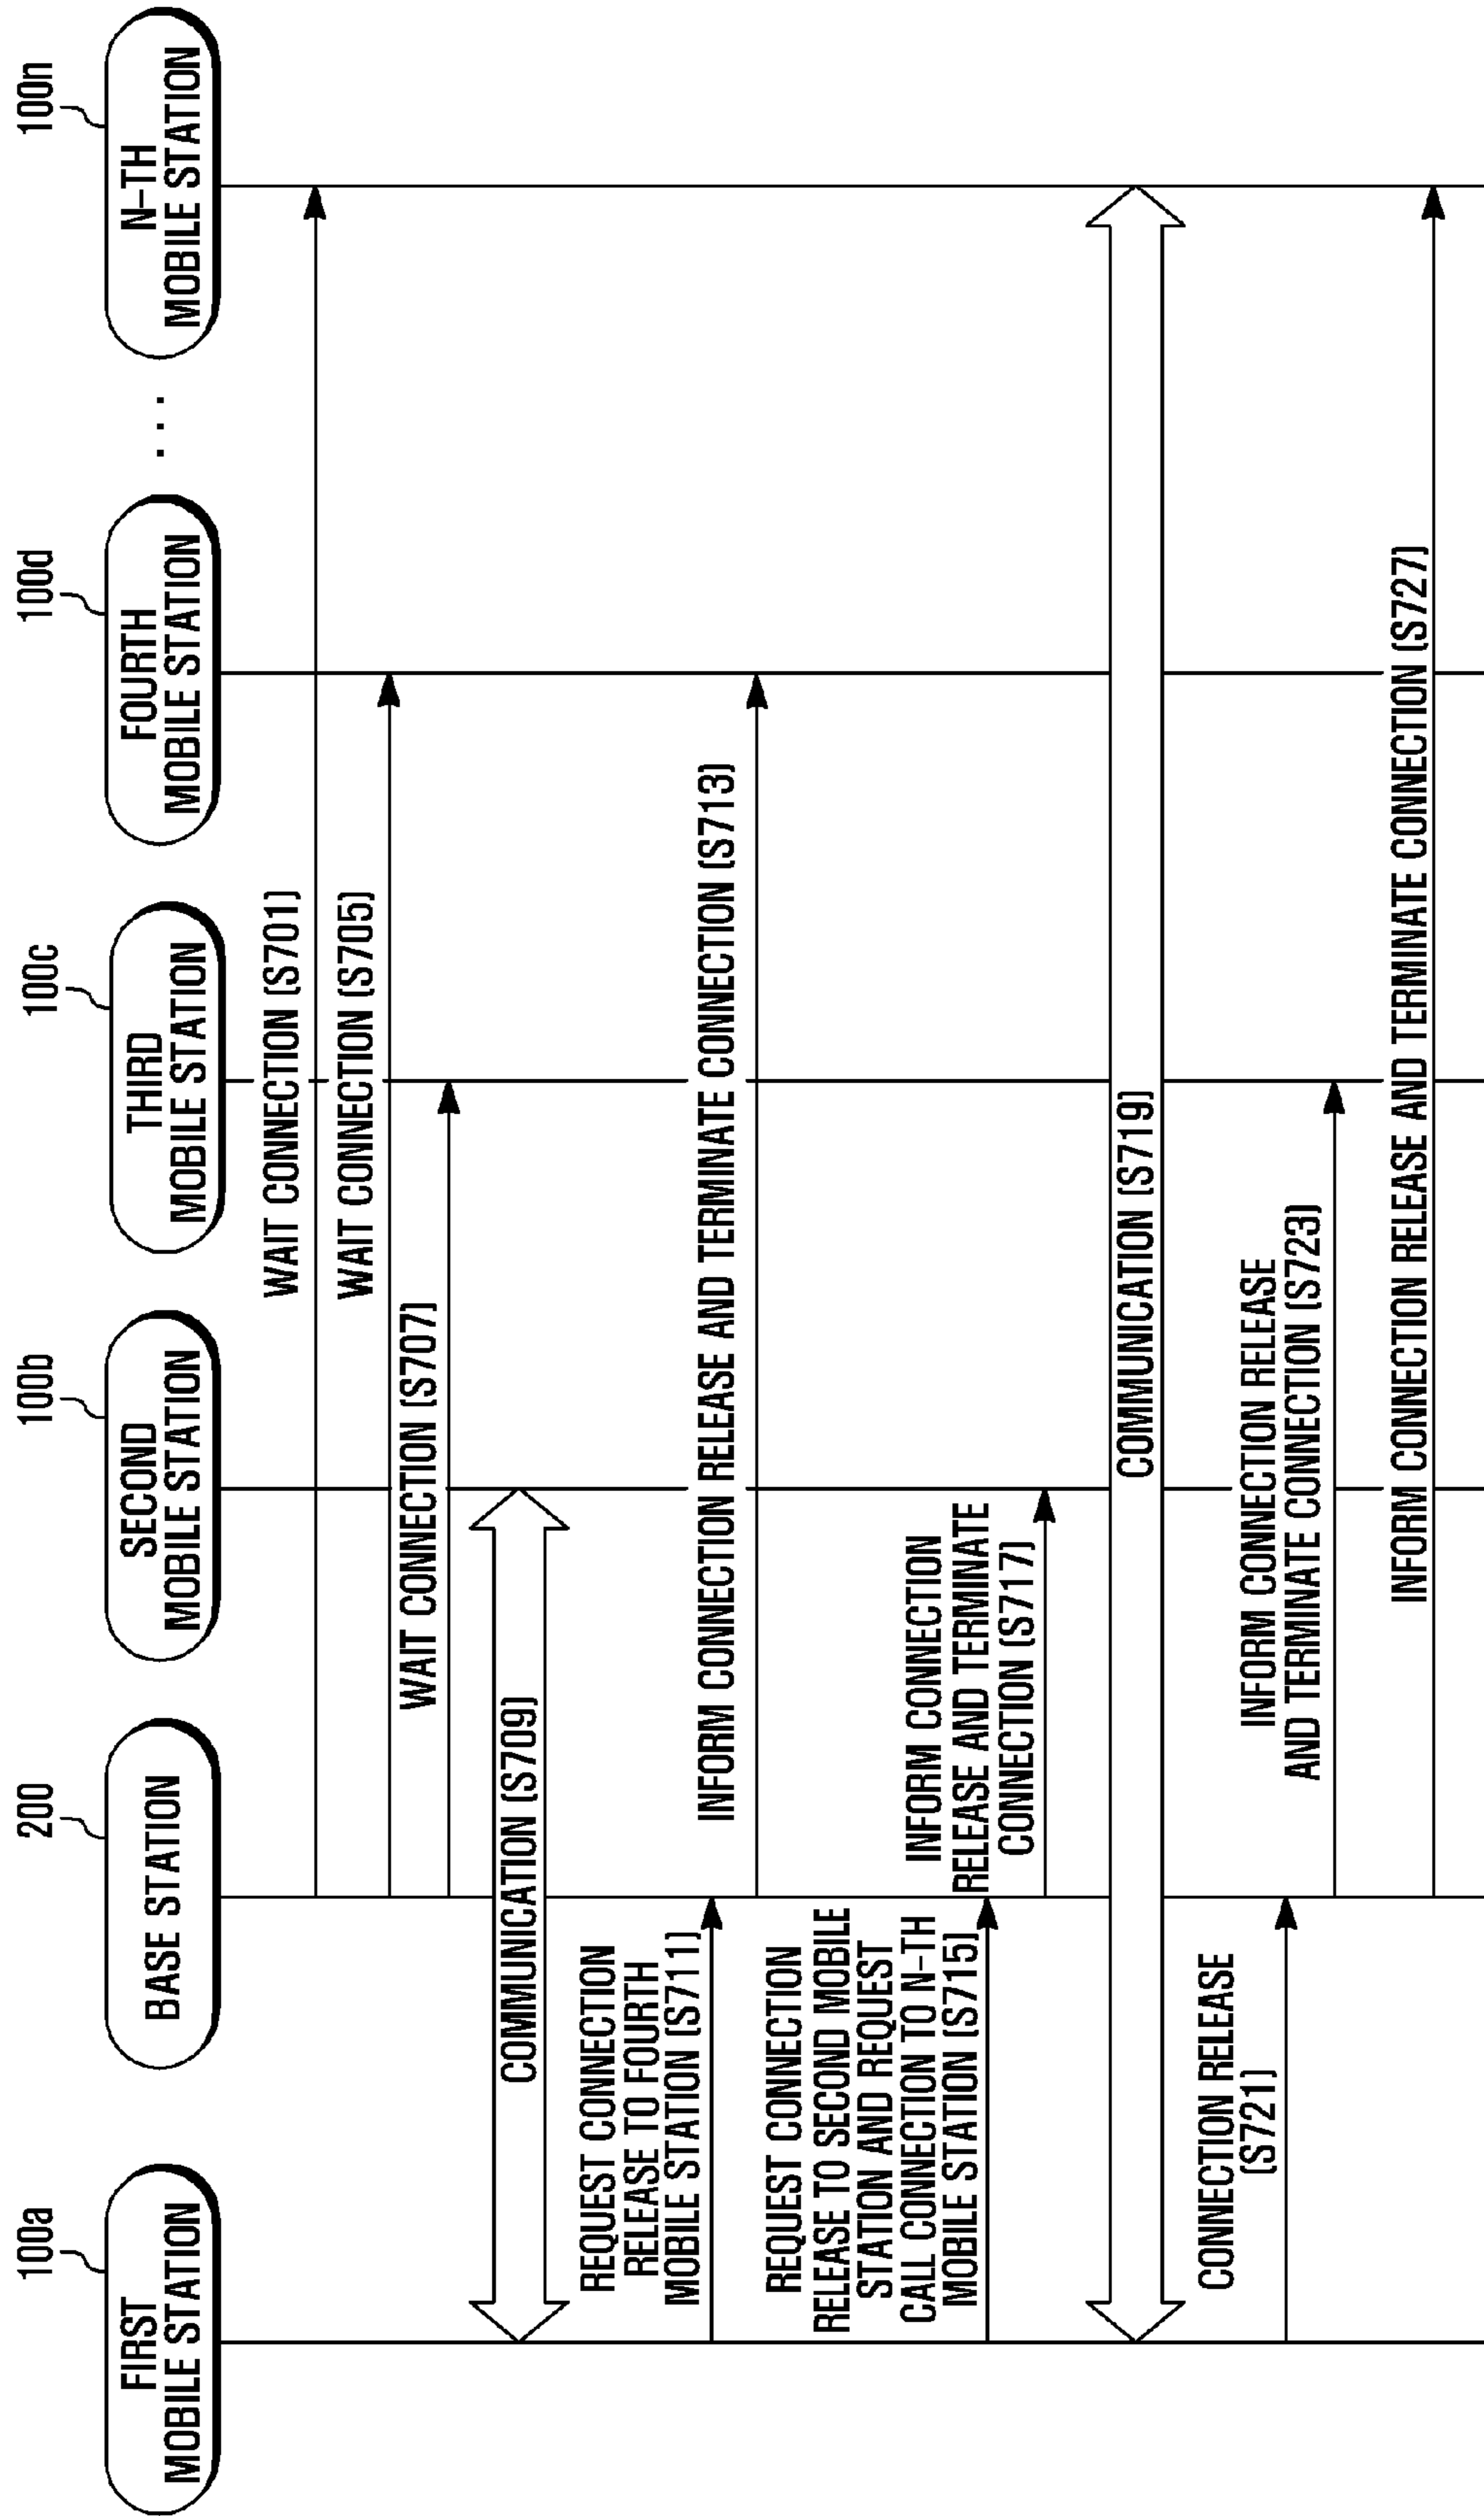 100a
200
100b
100c
100d
100n
FIRST
MOBILE STATION
BASE STATION
SECOND
MOBILE STATION
THIRD
MOBILE STATION
FOURTH
MOBILE STATION
. . .
N-TH
MOBILE STATION
WAIT CONNECTION (S701)
WAIT CONNECTION (S705)
WAIT CONNECTION (S707)
COMMUNICATION (S709)
REQUEST CONNECTION
RELEASE TO FOURTH
MOBILE STATION (S711)
INFORM CONNECTION RELEASE AND TERMINATE CONNECTION (S713)
REQUEST CONNECTION
RELEASE TO SECOND MOBILE
STATION AND REQUEST
CALL CONNECTION TO N-TH
MOBILE STATION (S715)
INFORM CONNECTION
RELEASE AND TERMINATE
CONNECTION (S717)
COMMUNICATION (S719)
CONNECTION RELEASE
(S721)
INFORM CONNECTION RELEASE
AND TERMINATE CONNECTION (S723)
INFORM CONNECTION RELEASE AND TERMINATE CONNECTION (S727)